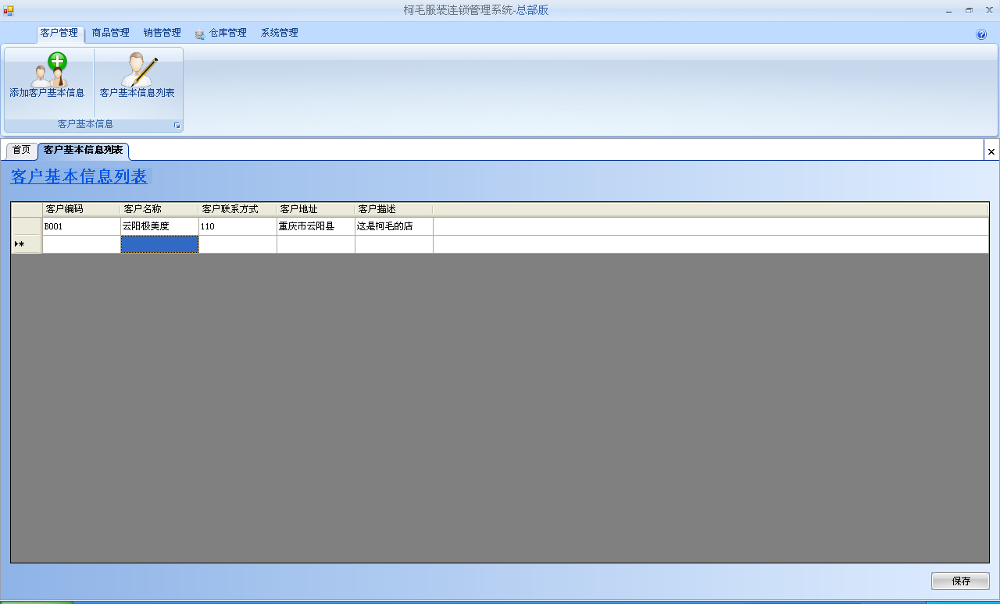 柯毛服装连锁管理系统-总部版
客户管理 商品管理 销售管理 仓库管理 系统管理
添加客户基本信息 客户基本信息列表
客户基本信息
首页 客户基本信息列表
客户基本信息列表
客户编码 客户名称 客户联系方式 客户地址 客户描述
B001 云阳极美度 110 重庆市云阳县 这是柯毛的店
保存